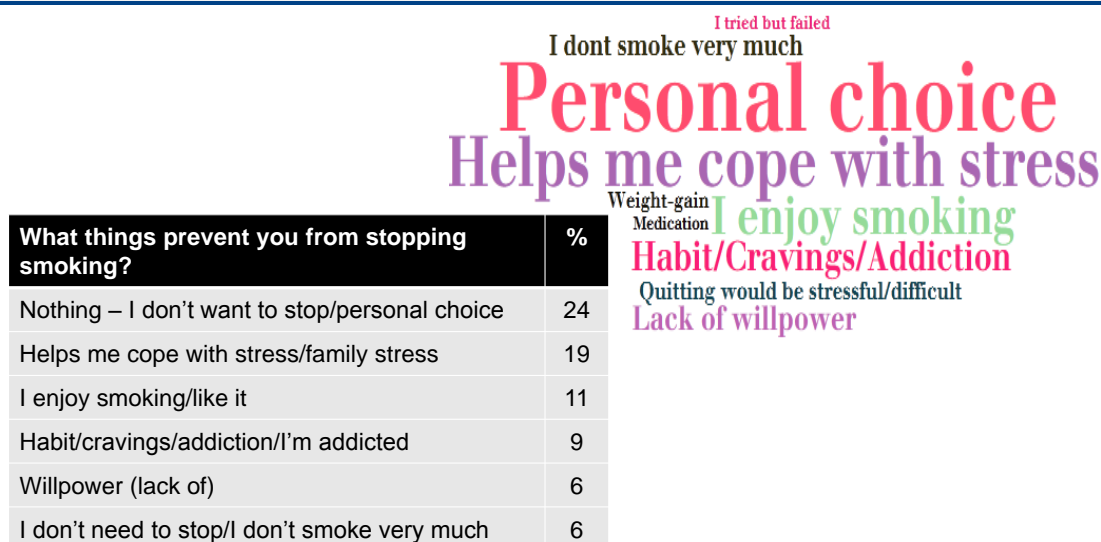 I tried but failed
I dont smoke very much
Personal choice
Helps me cope with stress
Weight-gain
Medication
I enjoy smoking
Habit/Cravings/Addiction
Quitting would be stressful/difficult
Lack of willpower
What things prevent you from stopping %
smoking?
Nothing – I don’t want to stop/personal choice 24
Helps me cope with stress/family stress 19
I enjoy smoking/like it 11
Habit/cravings/addiction/I’m addicted 9
Willpower (lack of) 6
I don’t need to stop/I don’t smoke very much 6